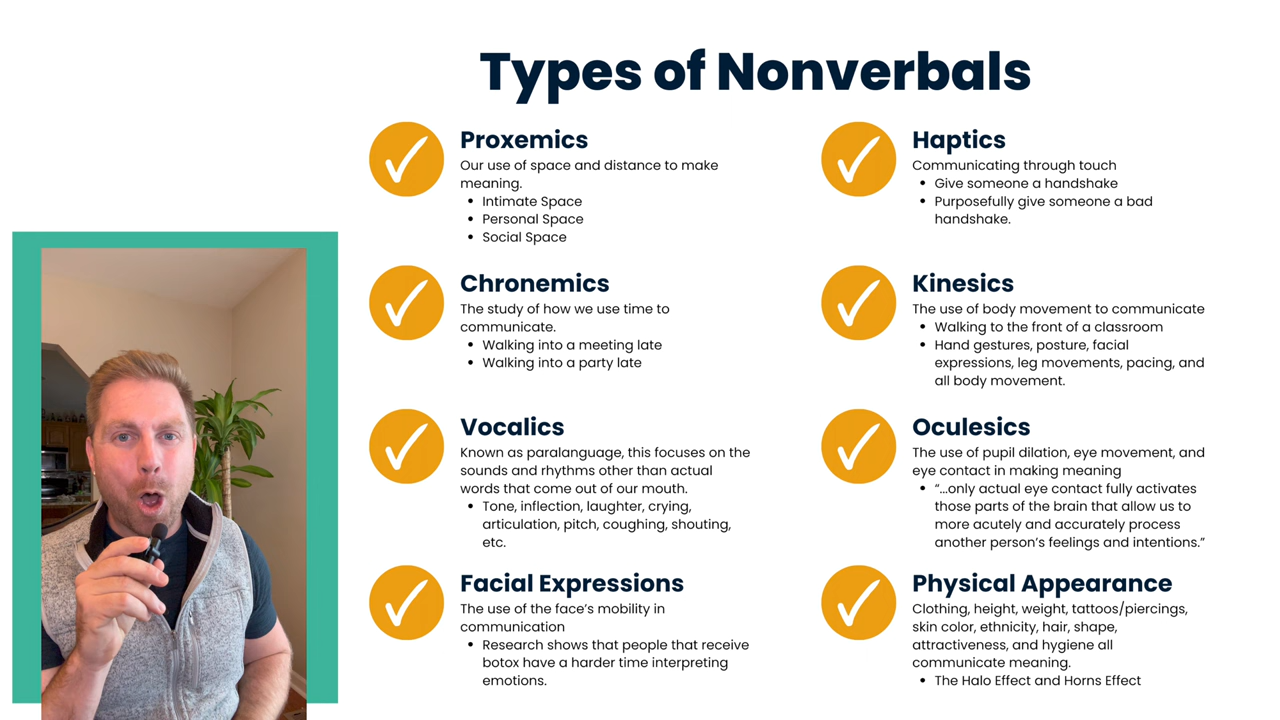 Types of Nonverbals
Proxemics
Our use of space and distance to make
meaning.
• Intimate Space
• Personal Space
• Social Space
Haptics
Communicating through touch
• Give someone a handshake
• Purposefully give someone a bad
handshake.
Chronemics
The study of how we use time to
communicate.
• Walking into a meeting late
• Walking into a party late
Kinesics
The use of body movement to communicate
• Walking to the front of a classroom
• Hand gestures, posture, facial
expressions, leg movements, pacing, and
all body movement.
Vocalics
Known as paralanguage, this focuses on the
sounds and rhythms other than actual
words that come out of our mouth.
• Tone, inflection, laughter, crying,
articulation, pitch, coughing, shouting,
etc.
Oculesics
The use of pupil dilation, eye movement, and
eye contact in making meaning
• “…only actual eye contact fully activates
those parts of the brain that allow us to
more acutely and accurately process
another person’s feelings and intentions.”
Facial Expressions
The use of the face’s mobility in
communication
• Research shows that people that receive
botox have a harder time interpreting
emotions.
Physical Appearance
Clothing, height, weight, tattoos/piercings,
skin color, ethnicity, hair, shape,
attractiveness, and hygiene all
communicate meaning.
• The Halo Effect and Horns Effect